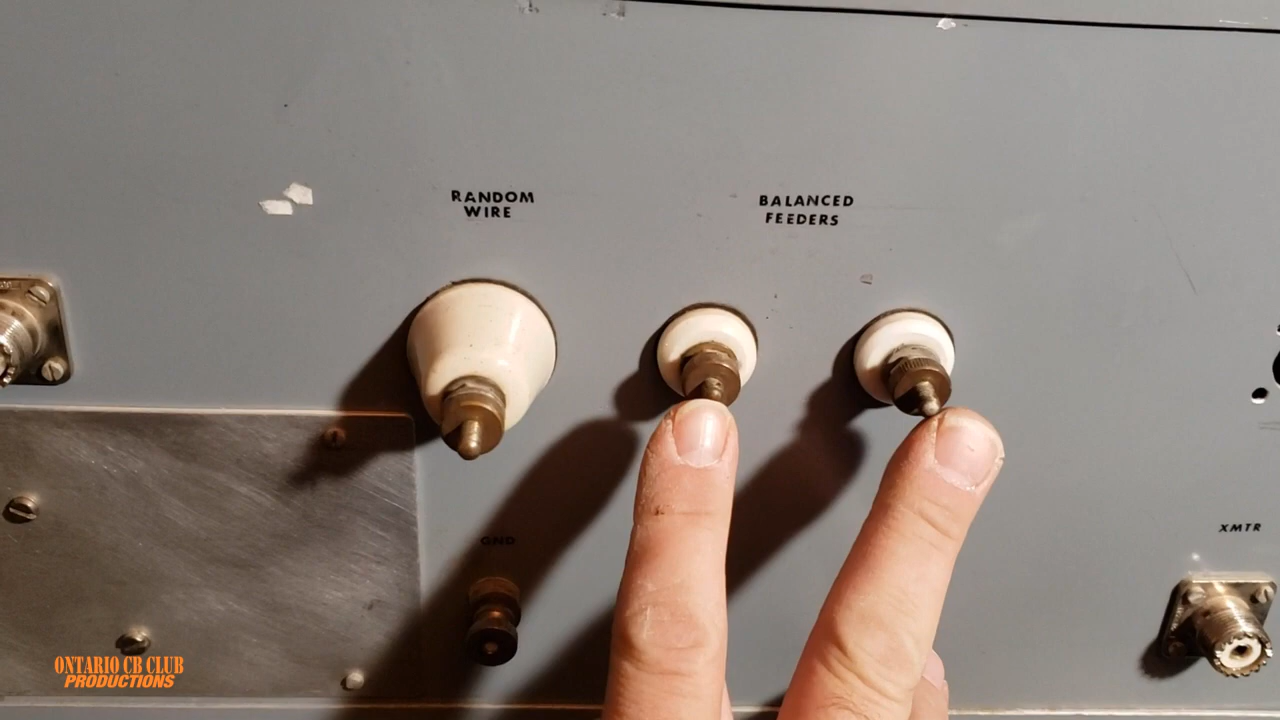 RANDOM
WIRE
BALANCED
FEEDERS
GND
XMTR
ONTARIO CB CLUB
PRODUCTIONS